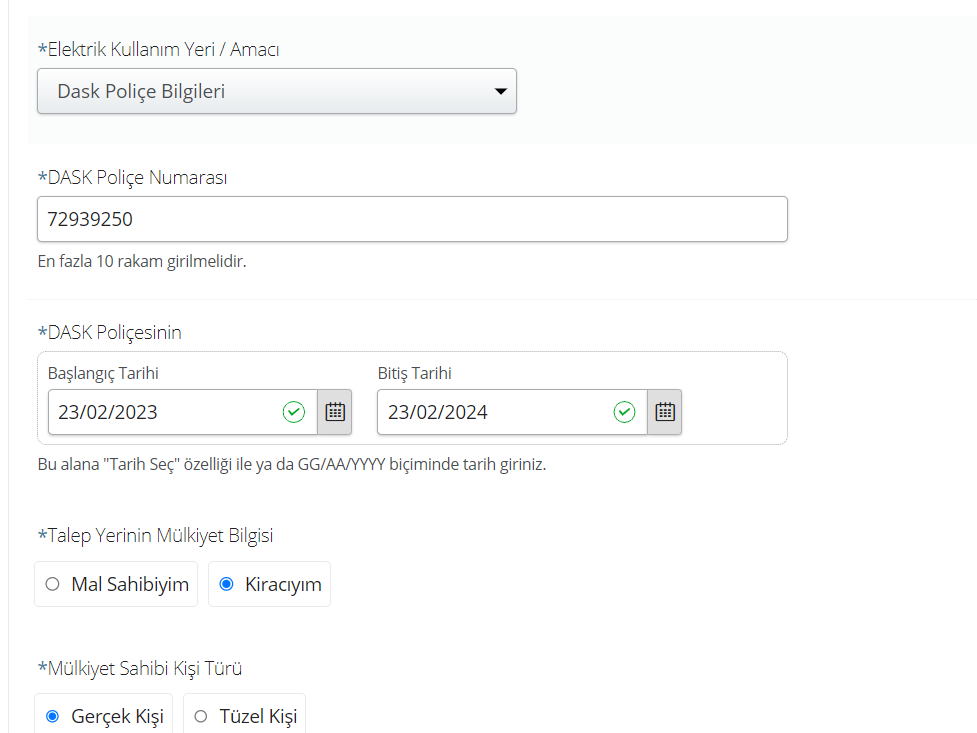 *Elektrik Kullanım Yeri / Amacı
Dask Poliçe Bilgileri
*DASK Poliçe Numarası
72939250
En fazla 10 rakam girilmelidir.
*DASK Poliçesinin
Başlangıç Tarihi Bitiş Tarihi
23/02/2023 23/02/2024
Bu alana "Tarih Seç" özelliği ile ya da GG/AA/YYYY biçiminde tarih giriniz.
*Talep Yerinin Mülkiyet Bilgisi
Mal Sahibiyim Kiracıyım
*Mülkiyet Sahibi Kişi Türü
Gerçek Kişi Tüzel Kişi